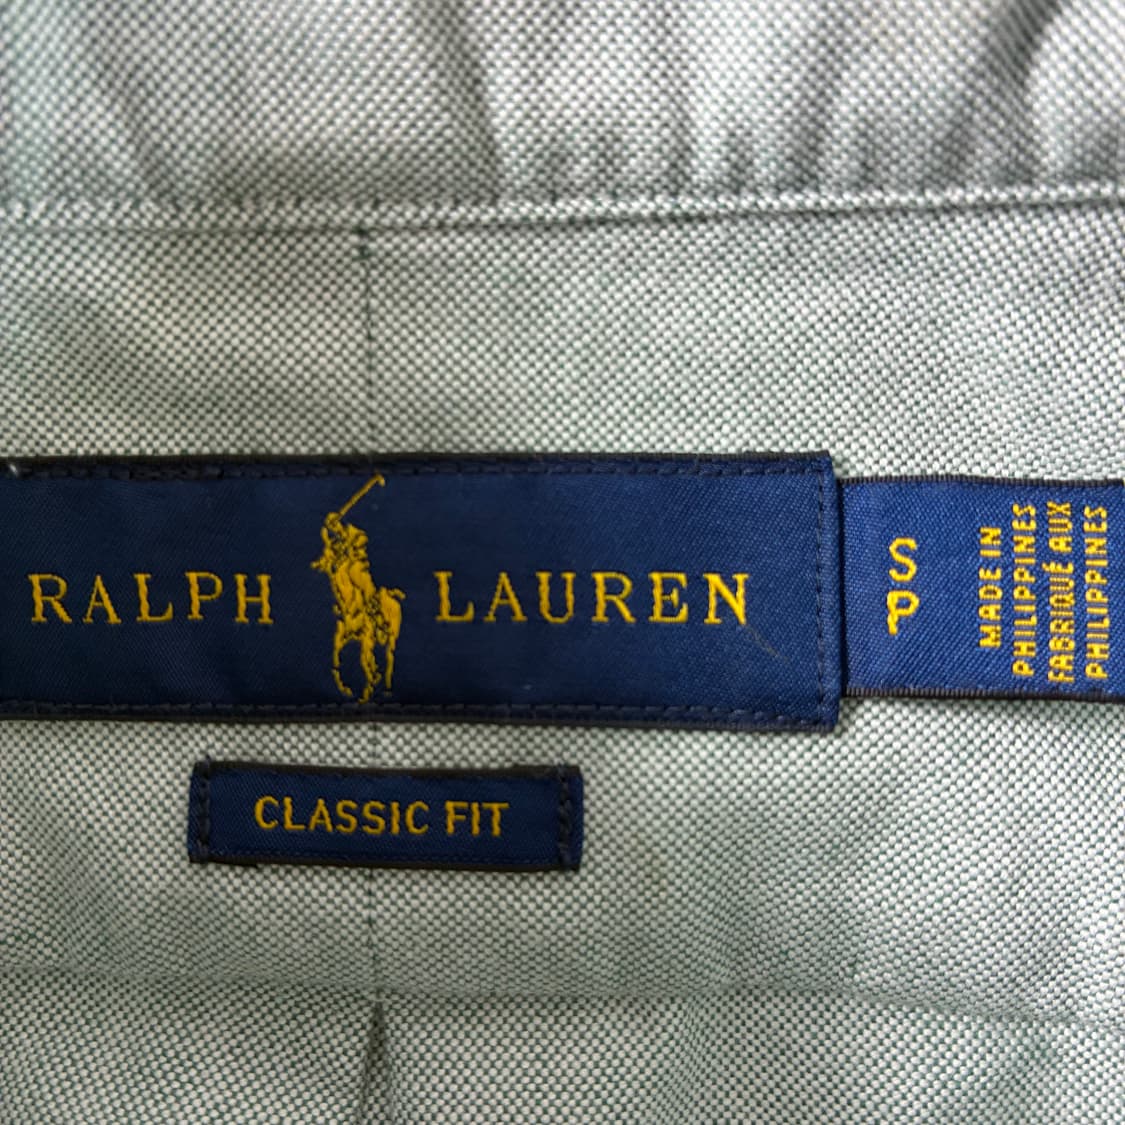 RALPH LAUREN
S
P
MADE IN
PHILIPPINES
FABRIQUÉ AUX
PHILIPPINES
CLASSIC FIT